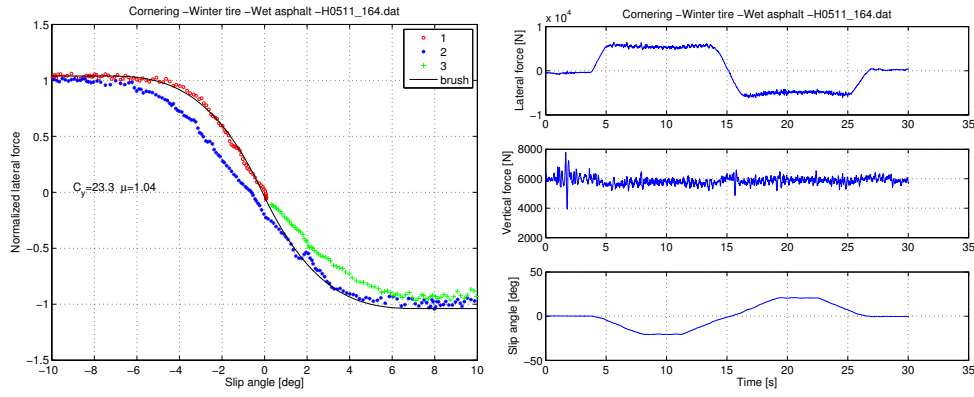 Cornering −Winter tire −Wet asphalt −H0511_164.dat
1.5
1
0.5
0
−0.5
−1
−1.5
−10
−8
−6
−4
−2
0
2
4
6
8
10
Normalized lateral force
Slip angle [deg]
C_y=23.3 μ=1.04
1
2
3
brush
Cornering −Winter tire −Wet asphalt −H0511_164.dat
x 10^4
1
0
−1
0 5 10 15 20 25 30 35
Lateral force [N]
8000
6000
4000
2000
0 5 10 15 20 25 30 35
Vertical force [N]
50
0
−50
0 5 10 15 20 25 30 35
Slip angle [deg]
Time [s]